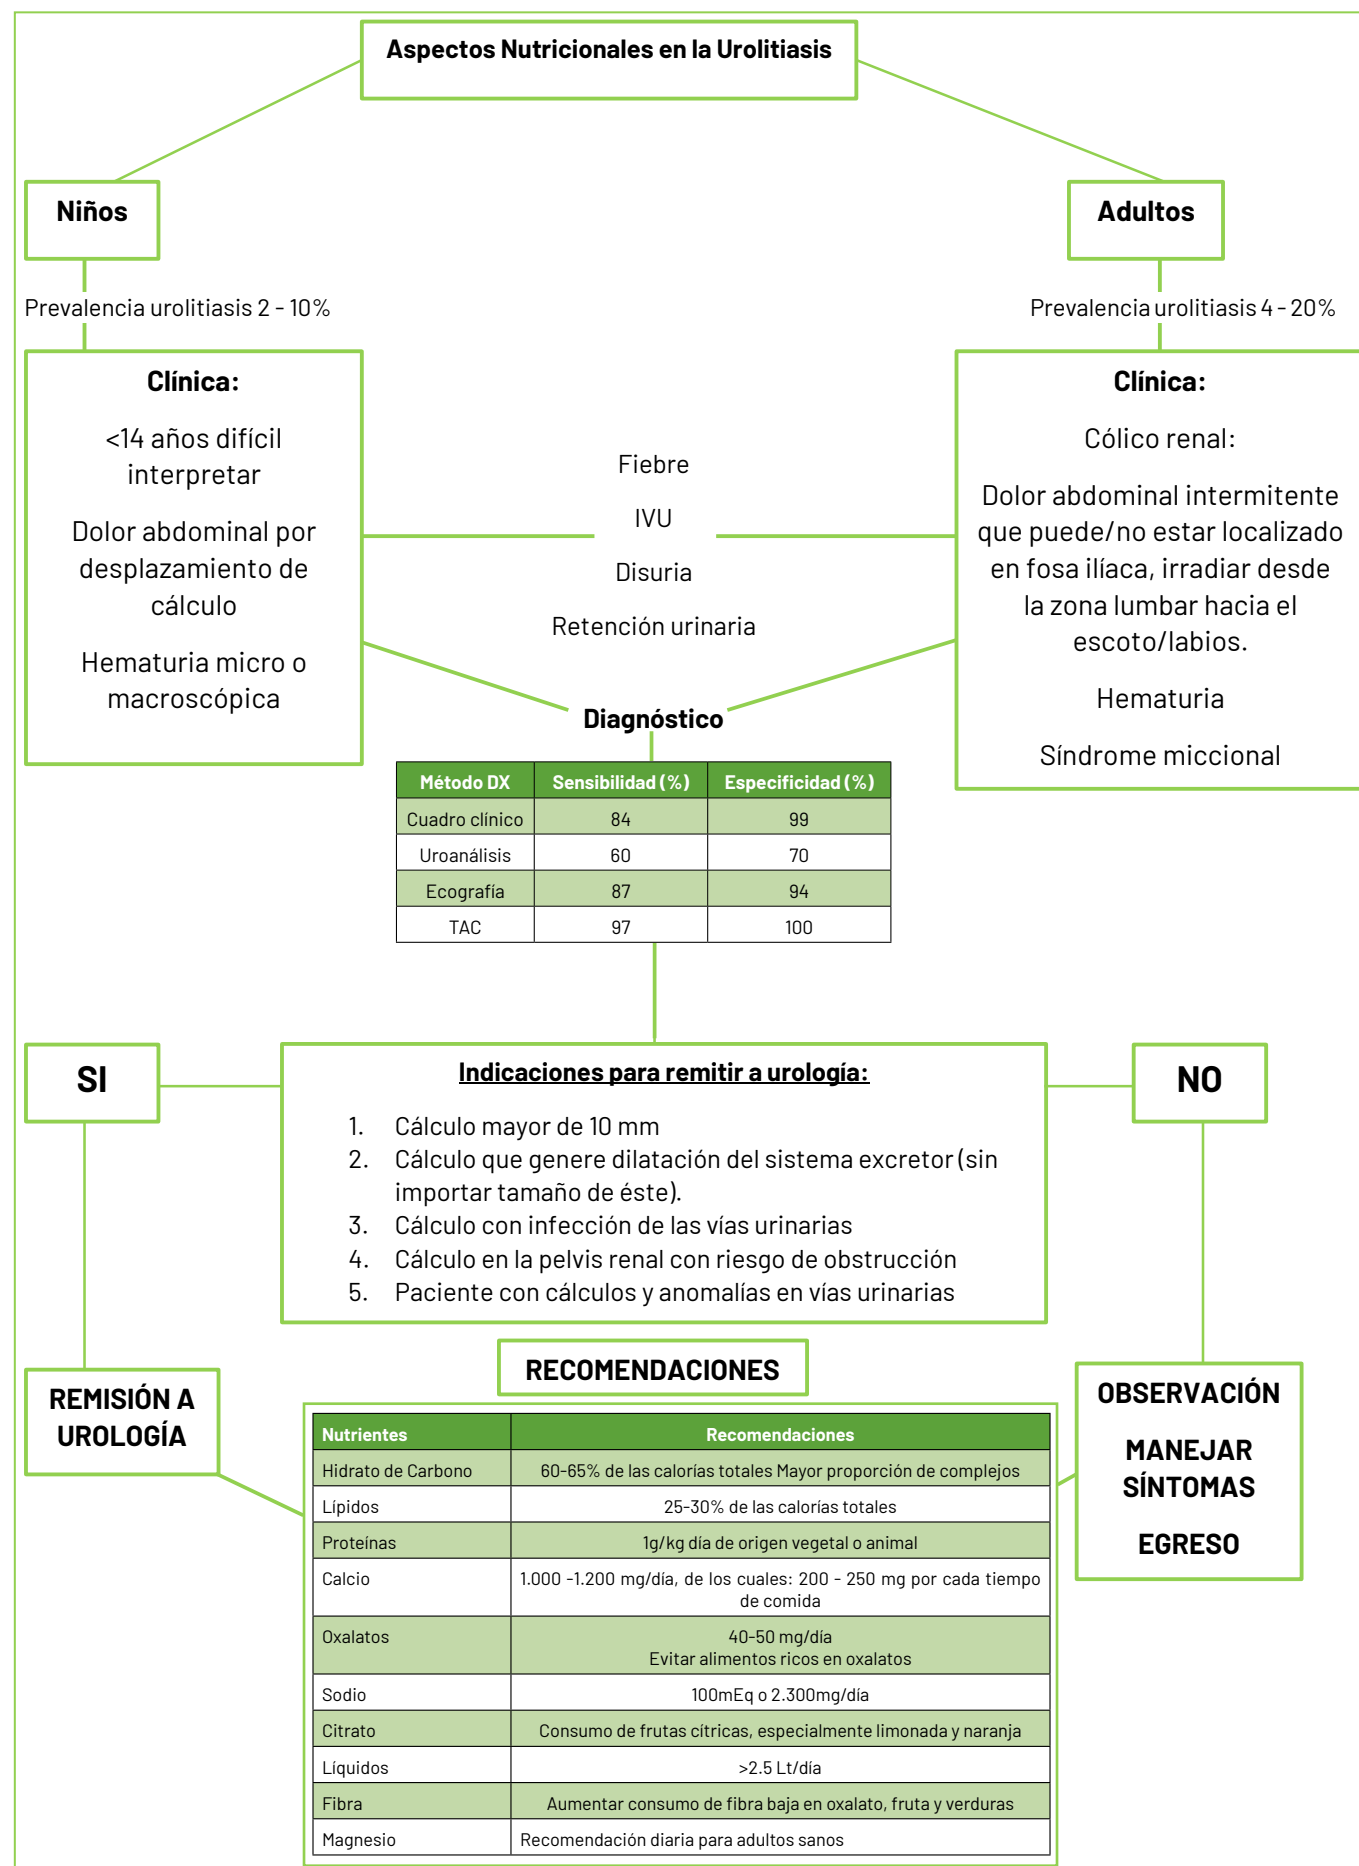 Aspectos Nutricionales en la Urolitiasis
Niños
Adultos
Prevalencia urolitiasis 2 - 10%
Prevalencia urolitiasis 4 - 20%
Clínica:
<14 años difícil
interpretar
Dolor abdominal por
desplazamiento de
cálculo
Hematuria micro o
macroscópica
Fiebre
IVU
Disuria
Retención urinaria
Clínica:
Cólico renal:
Dolor abdominal intermitente
que puede/no estar localizado
en fosa ilíaca, irradiar desde
la zona lumbar hacia el
escoto/labios.
Hematuria
Síndrome miccional
Diagnóstico
Método DX Sensibilidad (%) Especificidad (%)
Cuadro clínico 84 99
Uroanálisis 60 70
Ecografía 87 94
TAC 97 100
SI
Indicaciones para remitir a urología:
1. Cálculo mayor de 10 mm
2. Cálculo que genere dilatación del sistema excretor (sin
importar tamaño de éste).
3. Cálculo con infección de las vías urinarias
4. Cálculo en la pelvis renal con riesgo de obstrucción
5. Paciente con cálculos y anomalías en vías urinarias
NO
REMISIÓN A
UROLOGÍA
RECOMENDACIONES
Nutrientes Recomendaciones
Hidrato de Carbono 60-65% de las calorías totales Mayor proporción de complejos
Lípidos 25-30% de las calorías totales
Proteínas 1g/kg día de origen vegetal o animal
Calcio 1.000 -1.200 mg/día, de los cuales: 200 - 250 mg por cada tiempo
de comida
Oxalatos 40-50 mg/día
Evitar alimentos ricos en oxalatos
Sodio 100mEq o 2.300mg/día
Citrato Consumo de frutas cítricas, especialmente limonada y naranja
Líquidos >2.5 Lt/día
Fibra Aumentar consumo de fibra baja en oxalato, fruta y verduras
Magnesio Recomendación diaria para adultos sanos
OBSERVACIÓN
MANEJAR
SÍNTOMAS
EGRESO